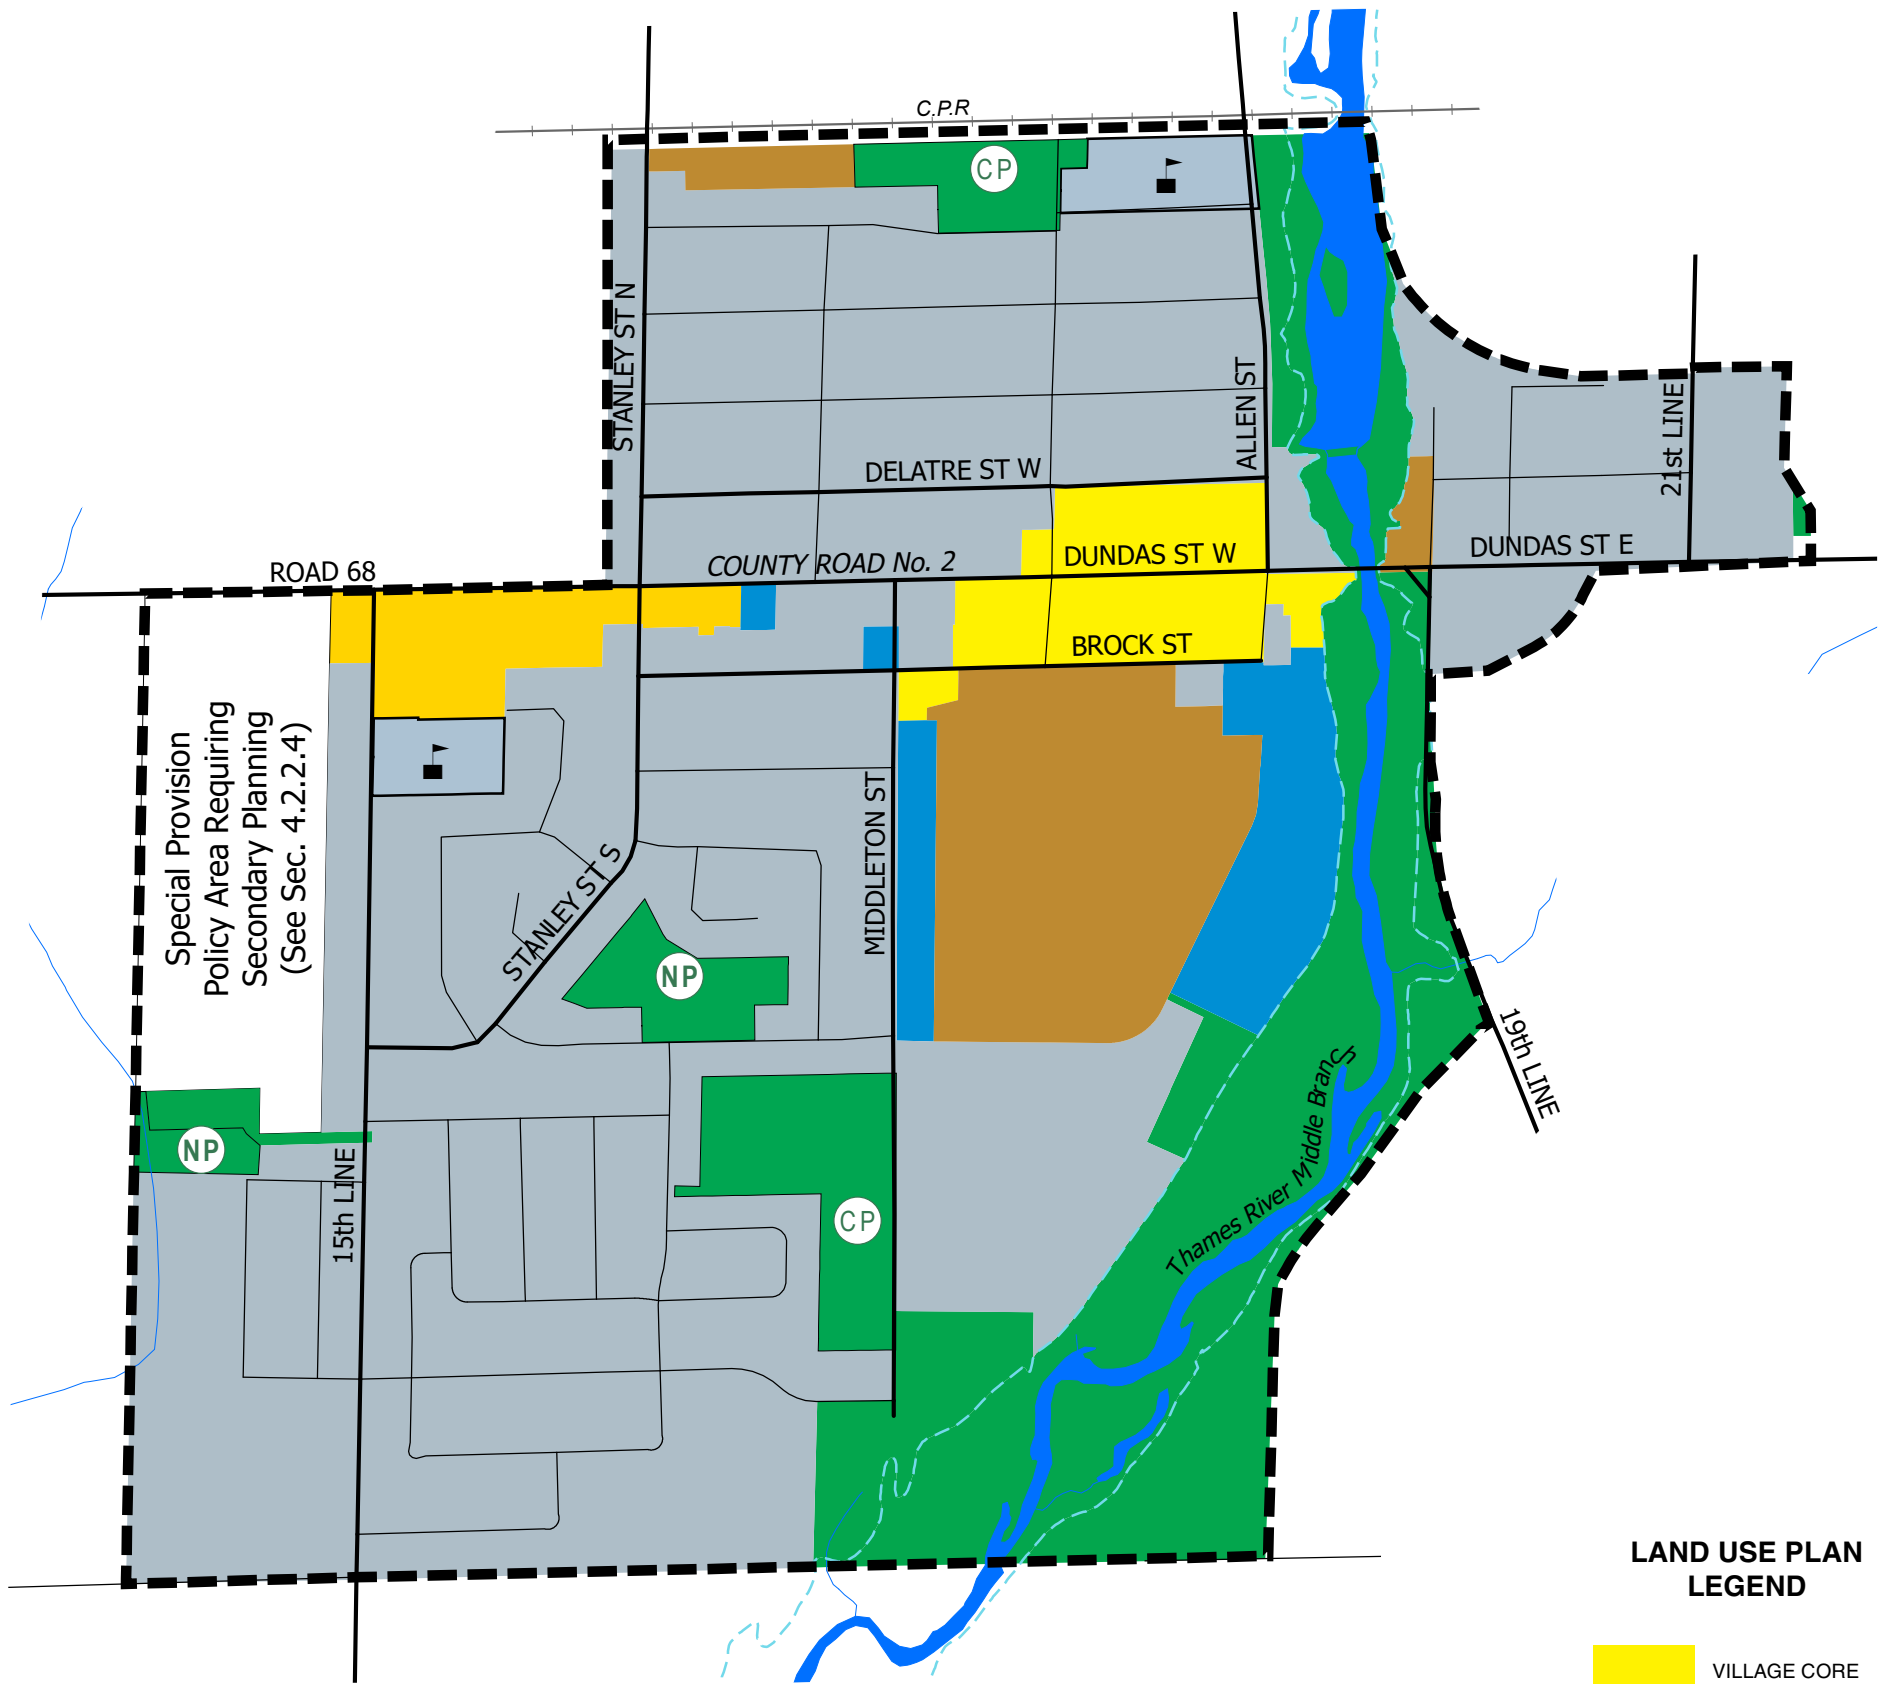 C.P.R
CP
STANLEY ST N
ALLEN ST
21st LINE
DELATRE ST W
COUNTY ROAD No. 2
DUNDAS ST W
DUNDAS ST E
ROAD 68
BROCK ST
Special Provision
Policy Area Requiring
Secondary Planning
(See Sec. 4.2.2.4)
STANLEY ST S
MIDDLETON ST
NP
19th LINE
Thames River Middle Branc
NP
15th LINE
CP
LAND USE PLAN
LEGEND
VILLAGE CORE